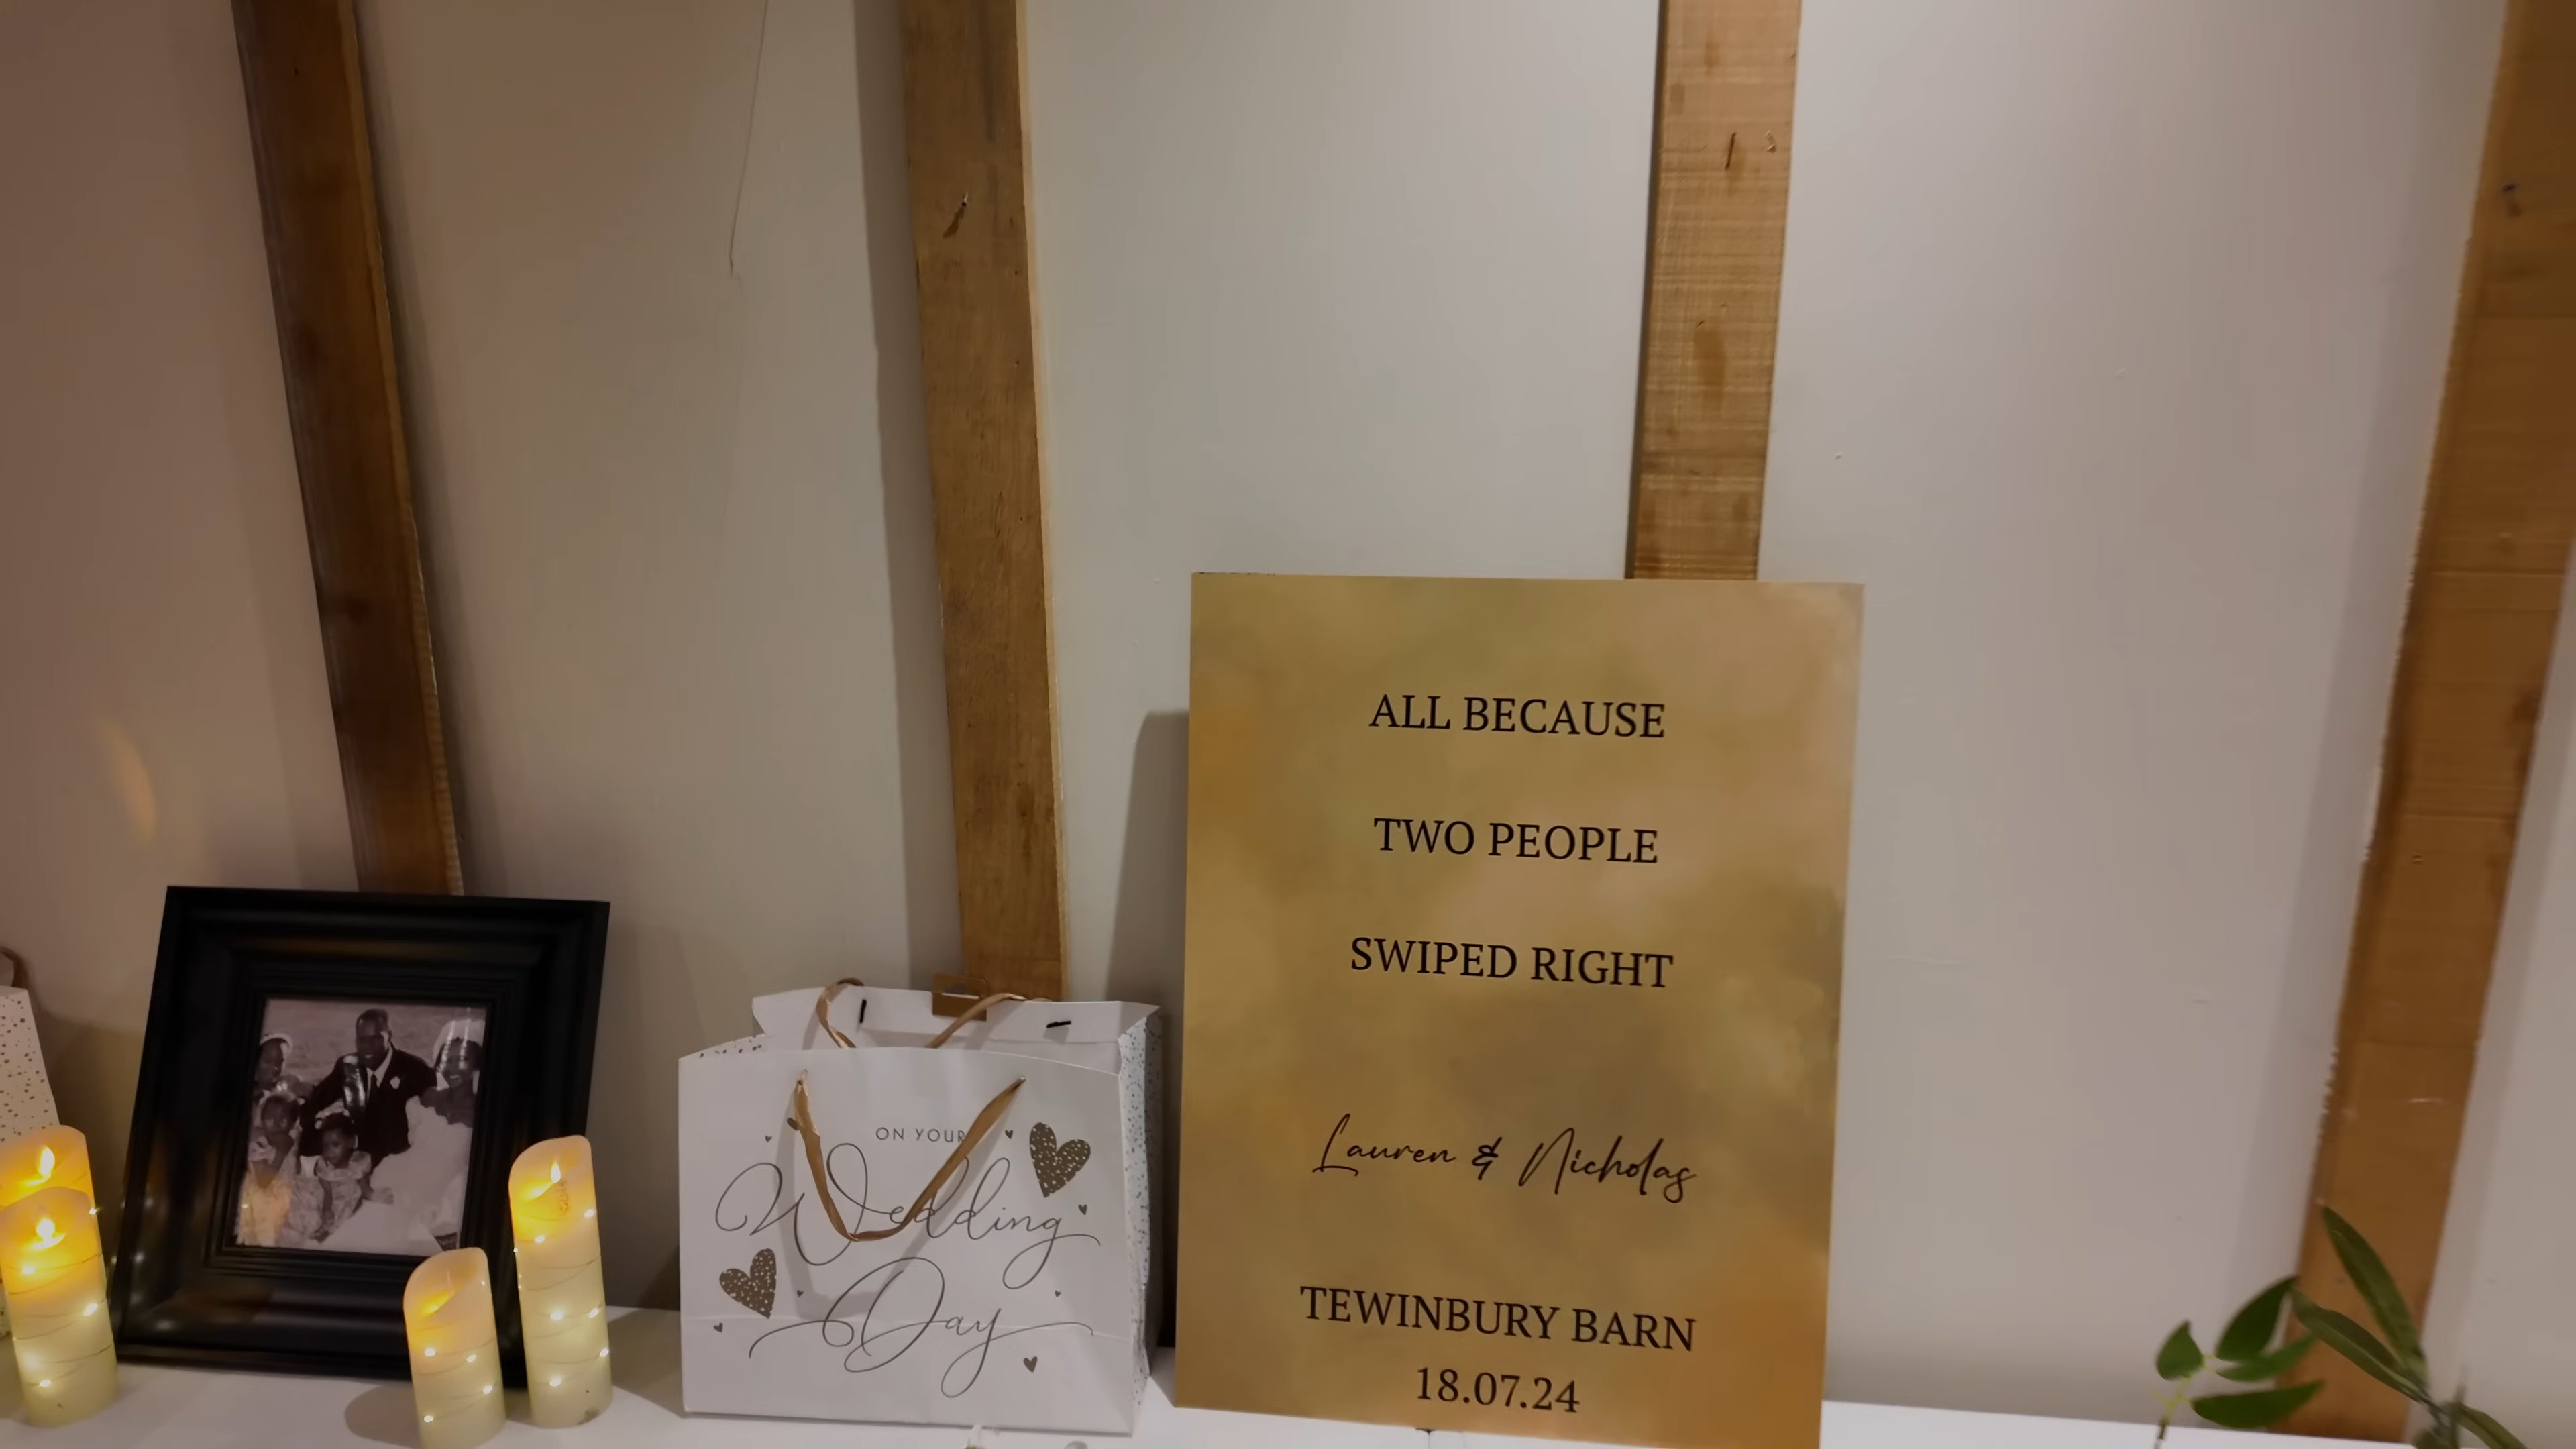 ON YOUR
Wedding
Day
ALL BECAUSE
TWO PEOPLE
SWIPED RIGHT
Lauren & Nicholas
TEWINBURY BARN
18.07.24